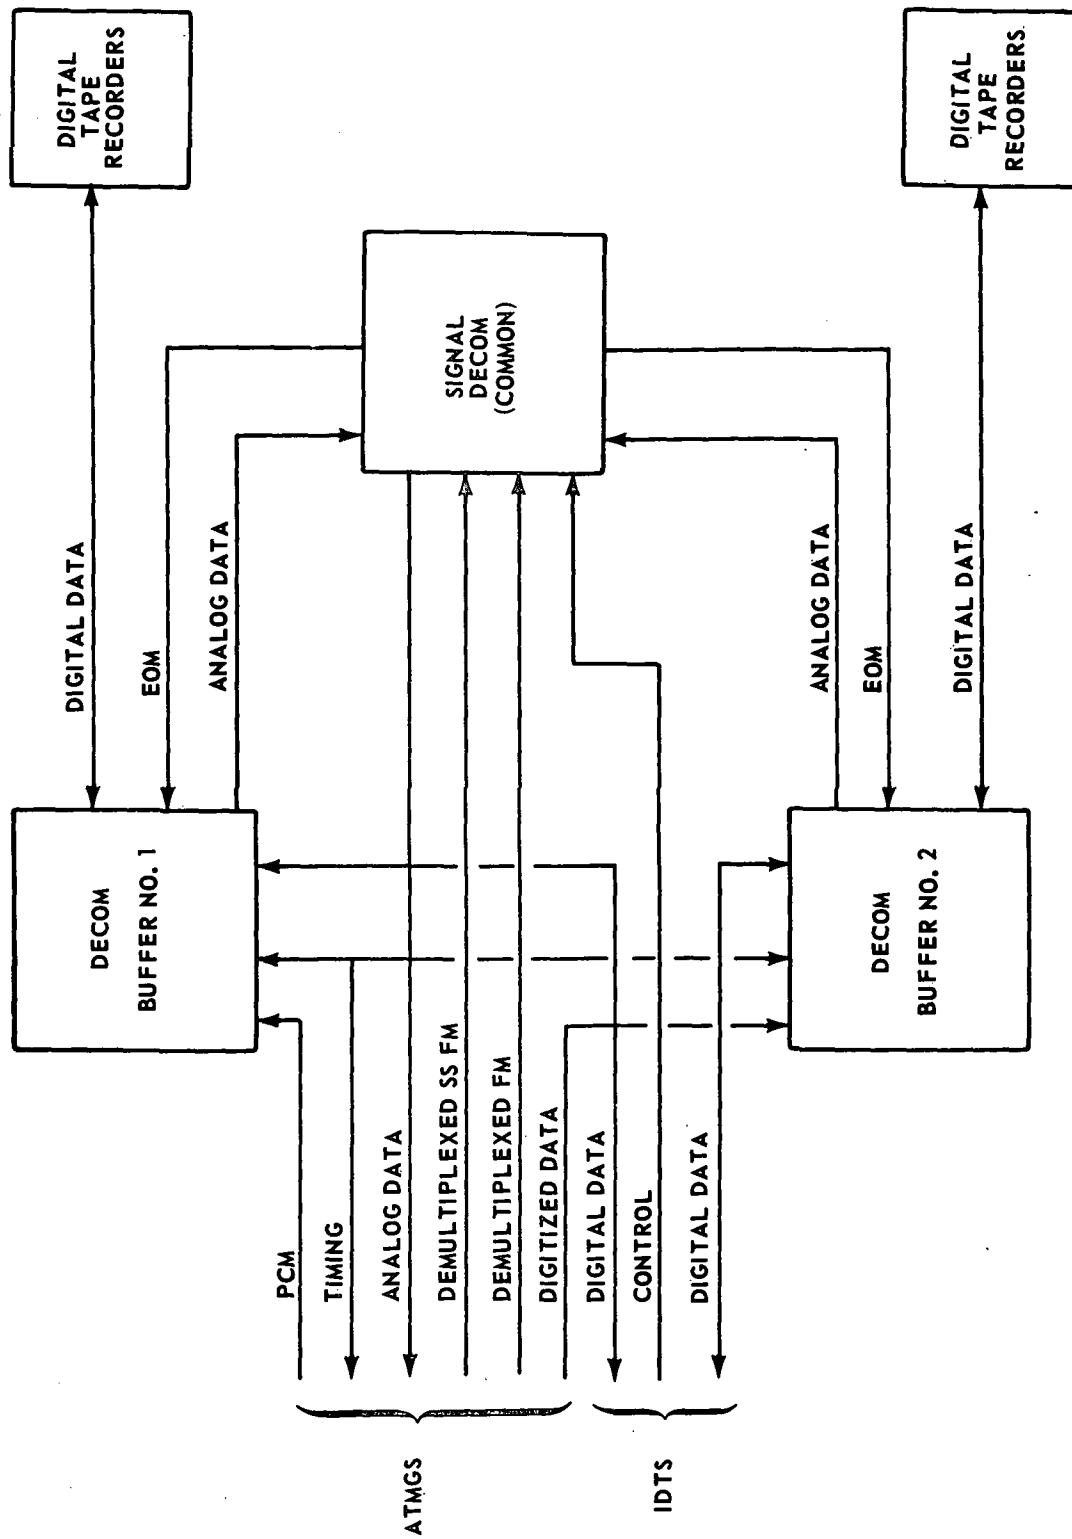 DIGITAL
TAPE
RECORDERS
DIGITAL
TAPE
RECORDERS
SIGNAL
DECOM
(COMMON)
DIGITAL DATA
EOM
ANALOG DATA
ANALOG DATA
EOM
DIGITAL DATA
DECOM
BUFFER NO. 1
DECOM
BUFFER NO. 2
PCM
TIMING
ANALOG DATA
DEMULTIPLEXED SS FM
DEMULTIPLEXED FM
DIGITIZED DATA
DIGITAL DATA
CONTROL
DIGITAL DATA
ATMGS
IDTS